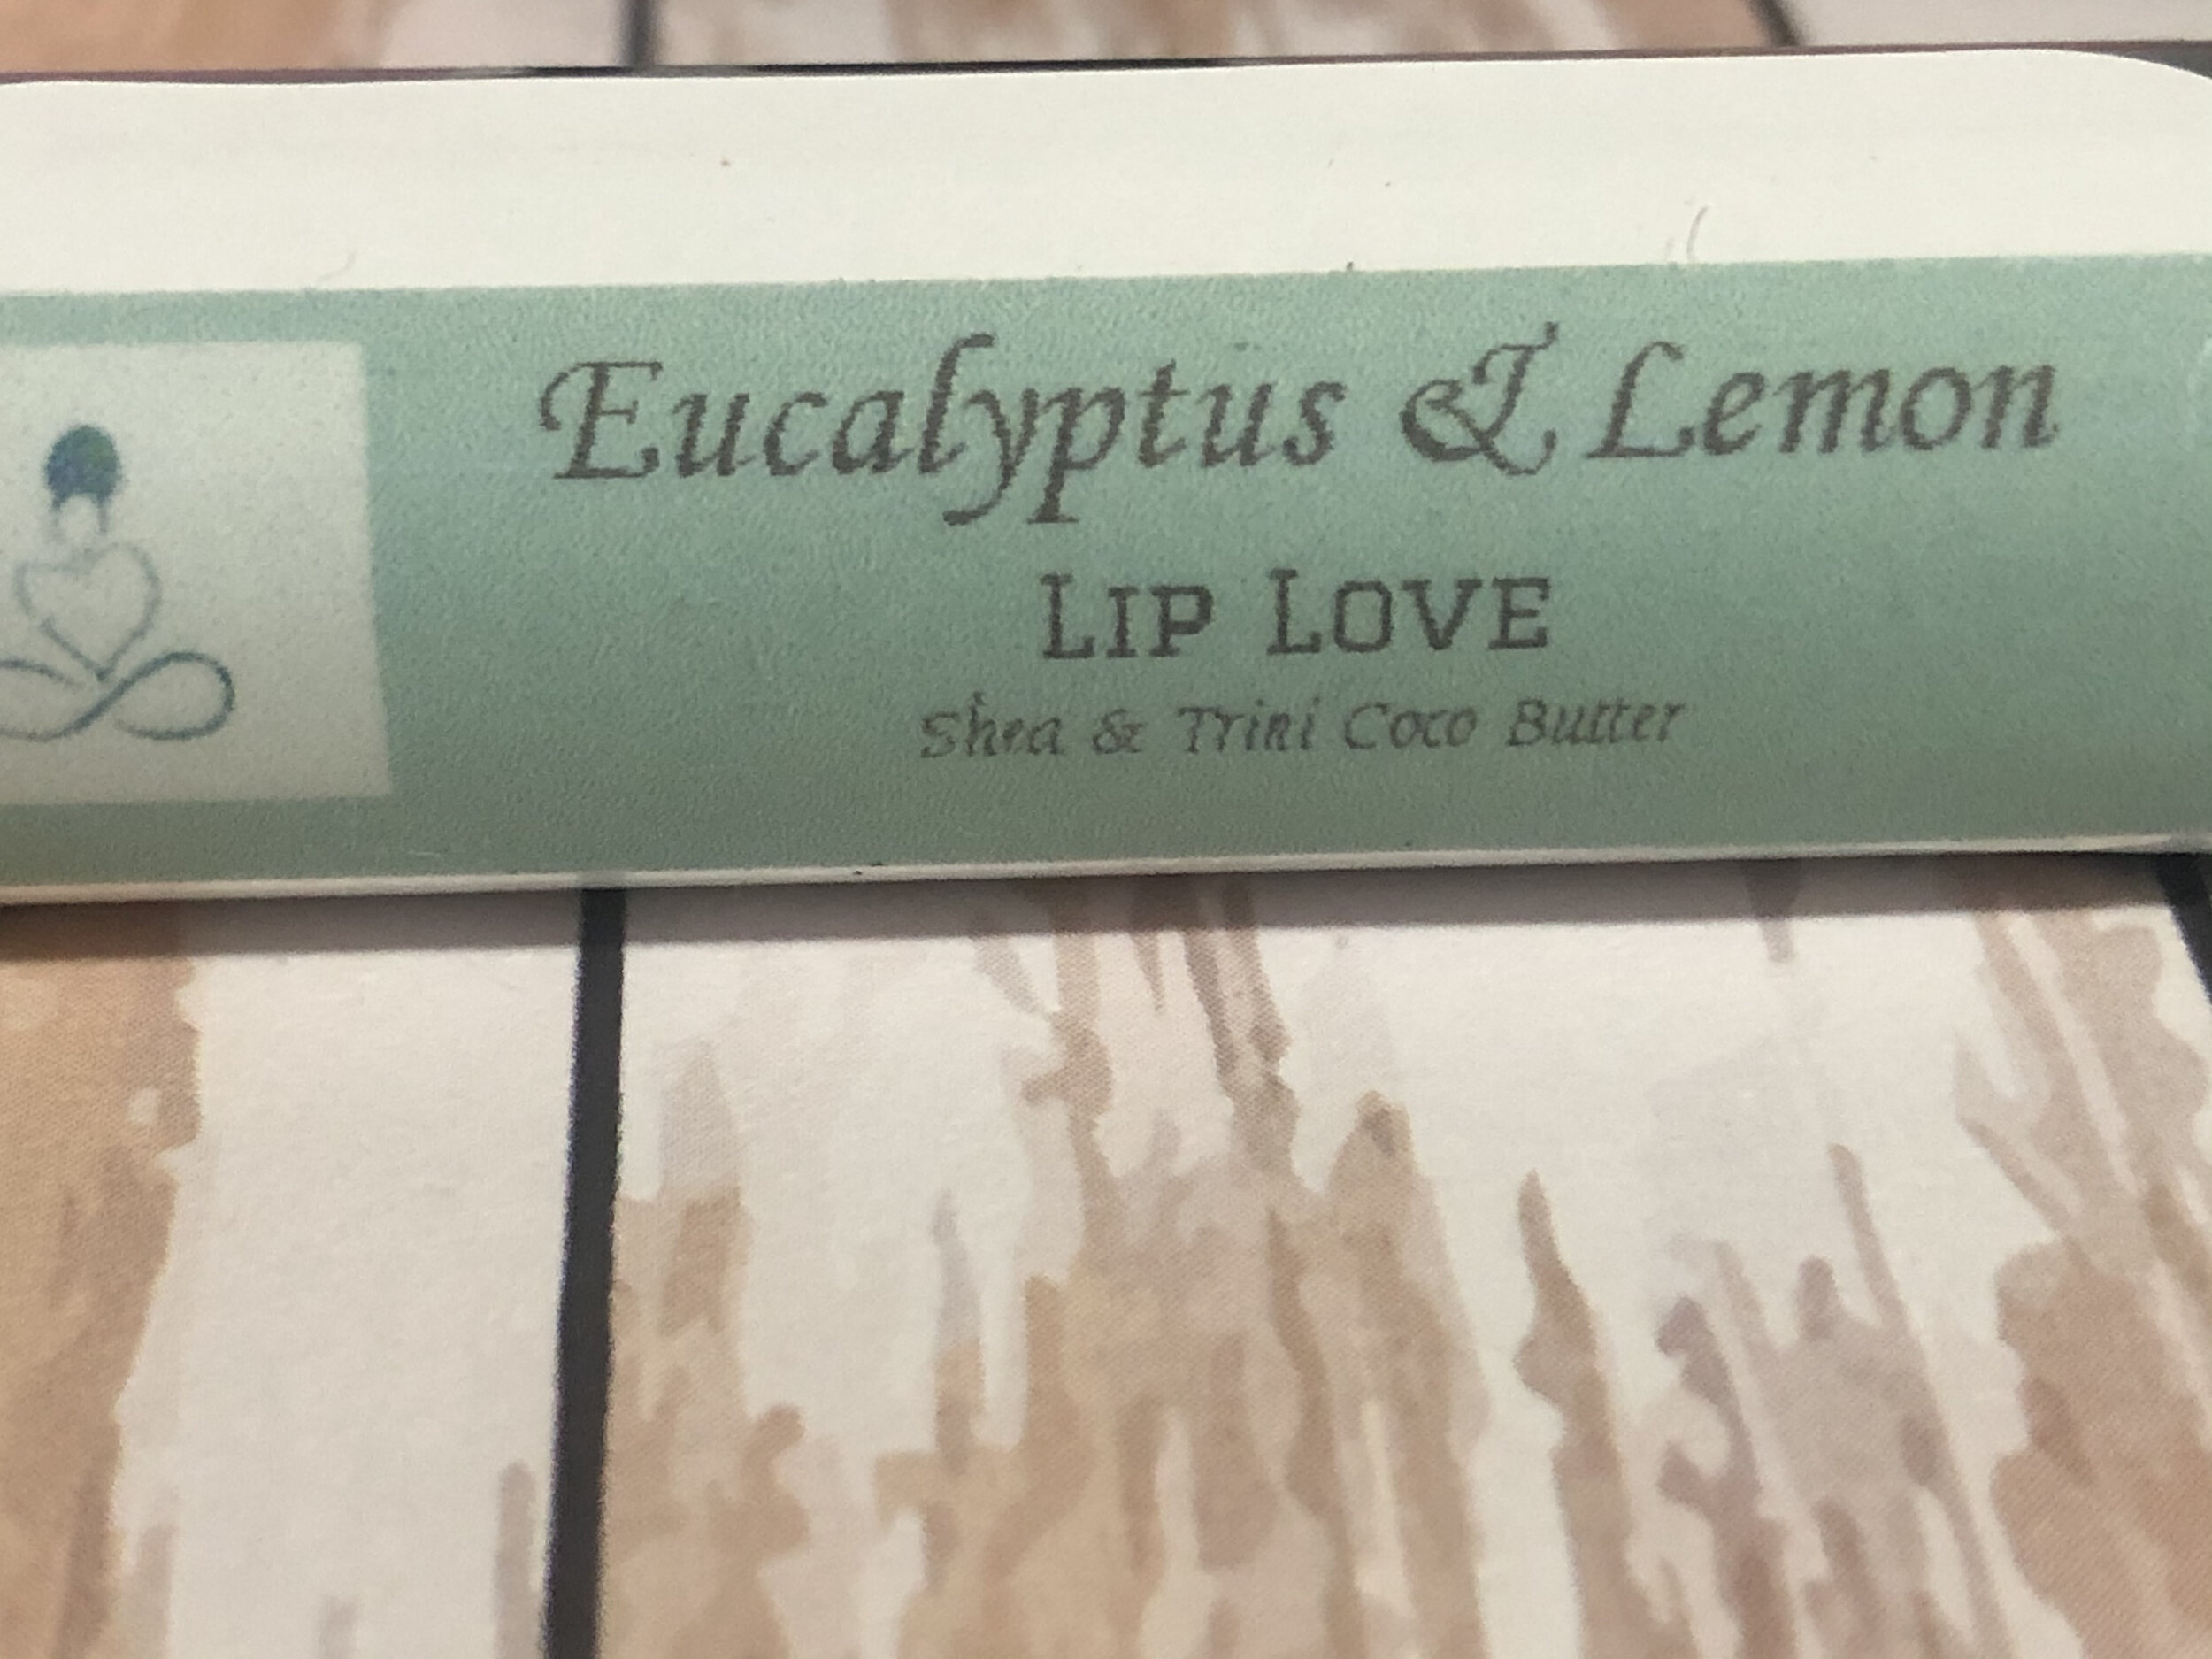 Eucalyptus & Lemon
LIP LOVE
Shea & Trini Coco Butter